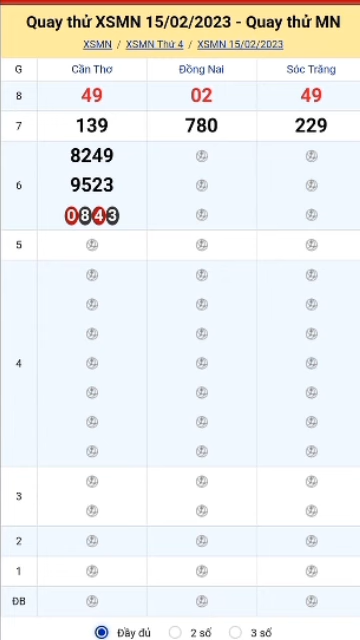 Quay thử XSMN 15/02/2023 - Quay thử MN
XSMN / XSMN Thứ 4 / XSMN 15/02/2023
G Cần Thơ Đồng Nai Sóc Trăng
8 49 02 49
7 139 780 229
8249
9523
6
0843
5
4
3
2
1
ĐB
Đầy đủ 2 số 3 số